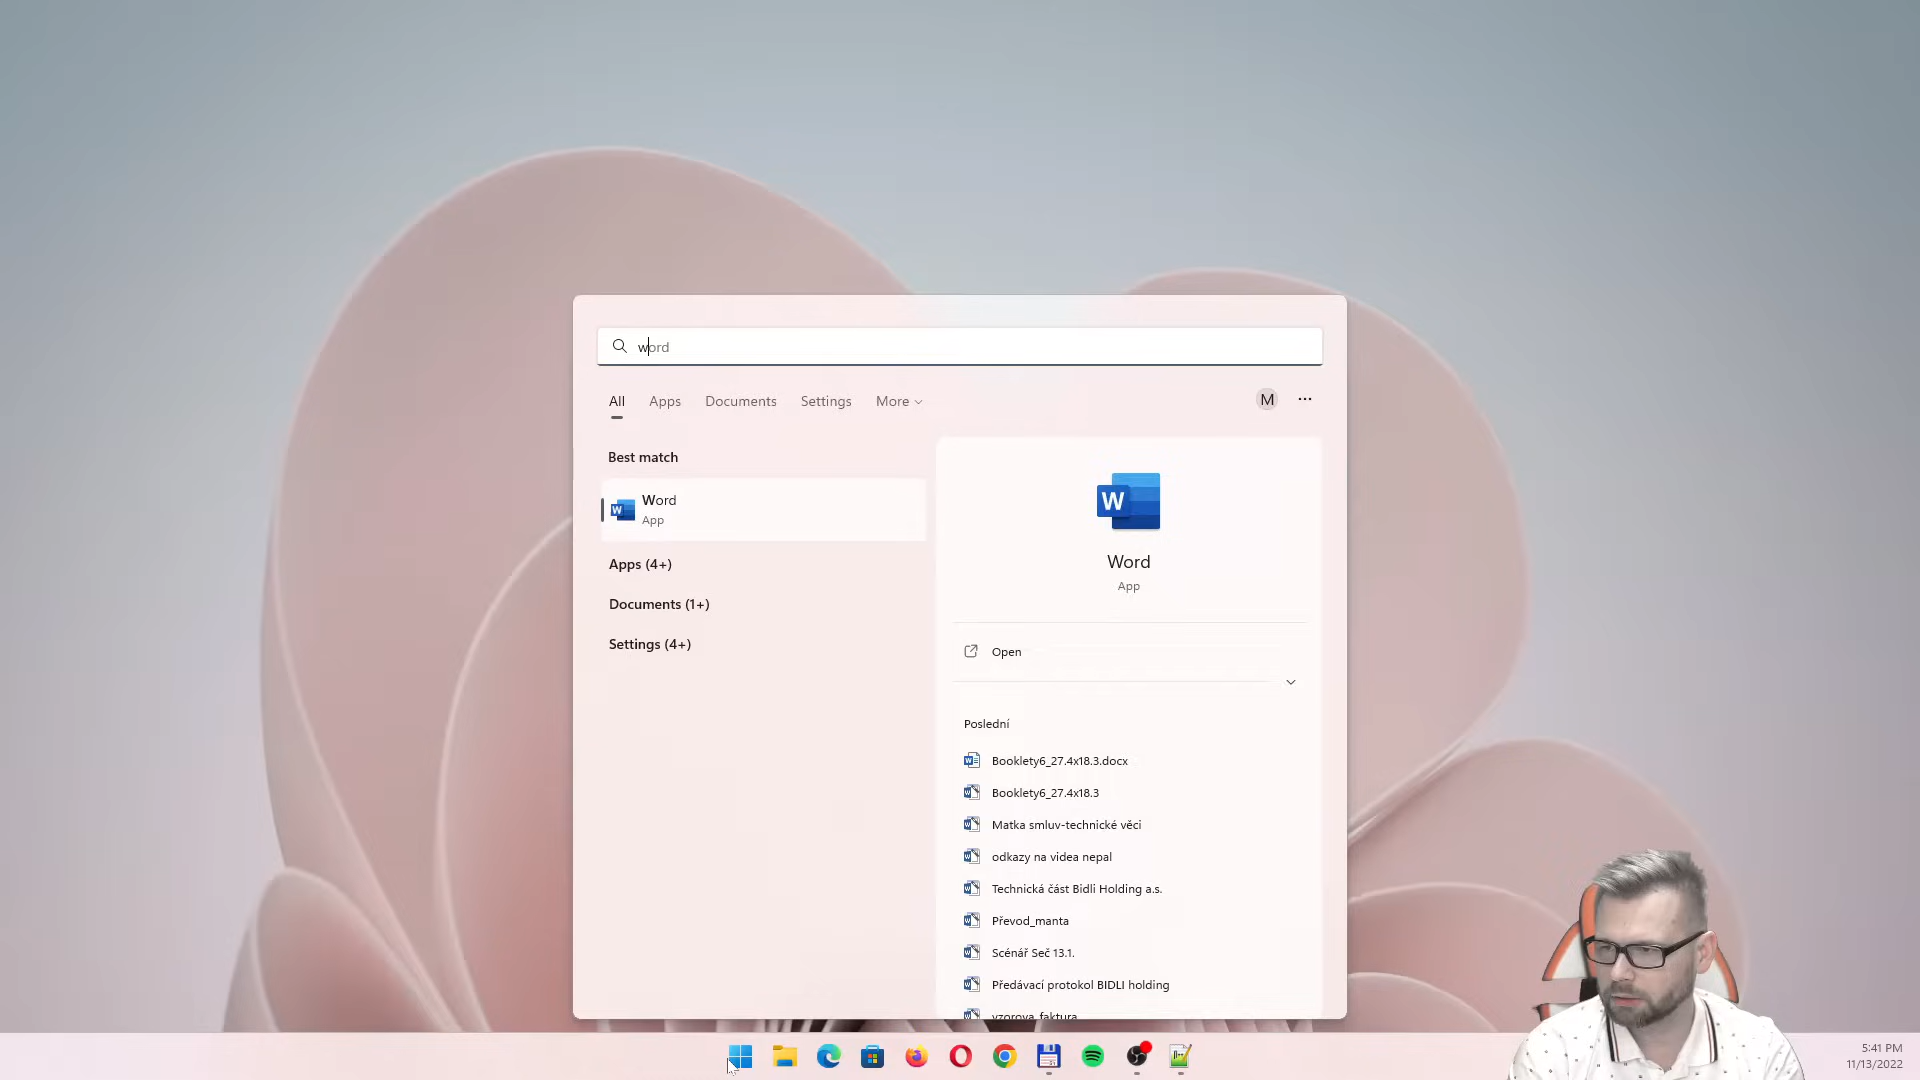 word
All Apps Documents Settings More
M
Best match
Word
App
Apps (4+)
Documents (1+)
Settings (4+)
W
Word
App
Open
Poslední
Booklety6_27.4x18.3.docx
Booklety6_27.4x18.3
Matka smluv-technické věci
odkazy na videa nepal
Technická část Bidli Holding a.s.
Převod_manta
Scénář Seč 13.1.
Předávací protokol BIDLI holding
vzorova faktura
5:41 PM
11/13/2022